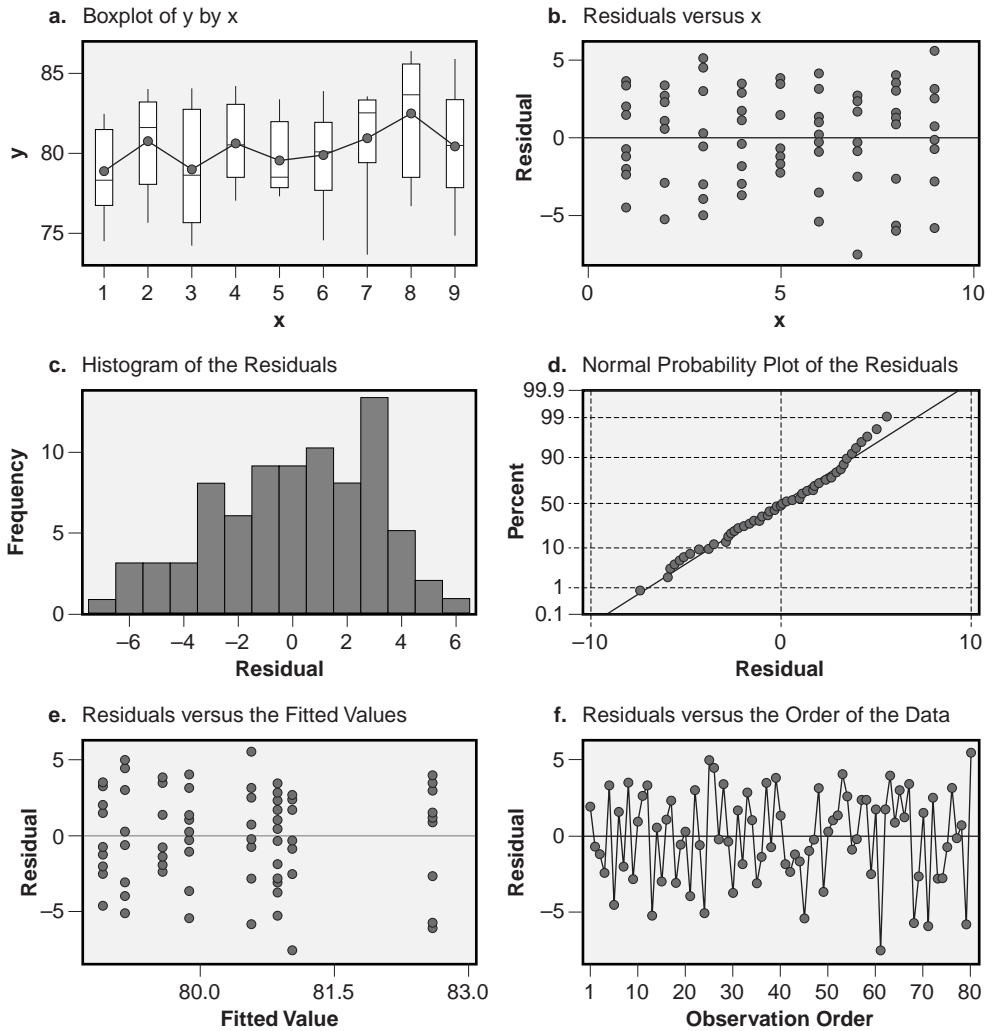 a. Boxplot of y by x
85
80
75
y
1 2 3 4 5 6 7 8 9
x
b. Residuals versus x
5
0
–5
Residual
0 5 10
x
c. Histogram of the Residuals
10
5
0
Frequency
–6 –4 –2 0 2 4 6
Residual
d. Normal Probability Plot of the Residuals
99.9
99
90
50
10
1
0.1
Percent
–10 0 10
Residual
e. Residuals versus the Fitted Values
5
0
–5
Residual
80.0 81.5 83.0
Fitted Value
f. Residuals versus the Order of the Data
5
0
–5
Residual
1 10 20 30 40 50 60 70 80
Observation Order